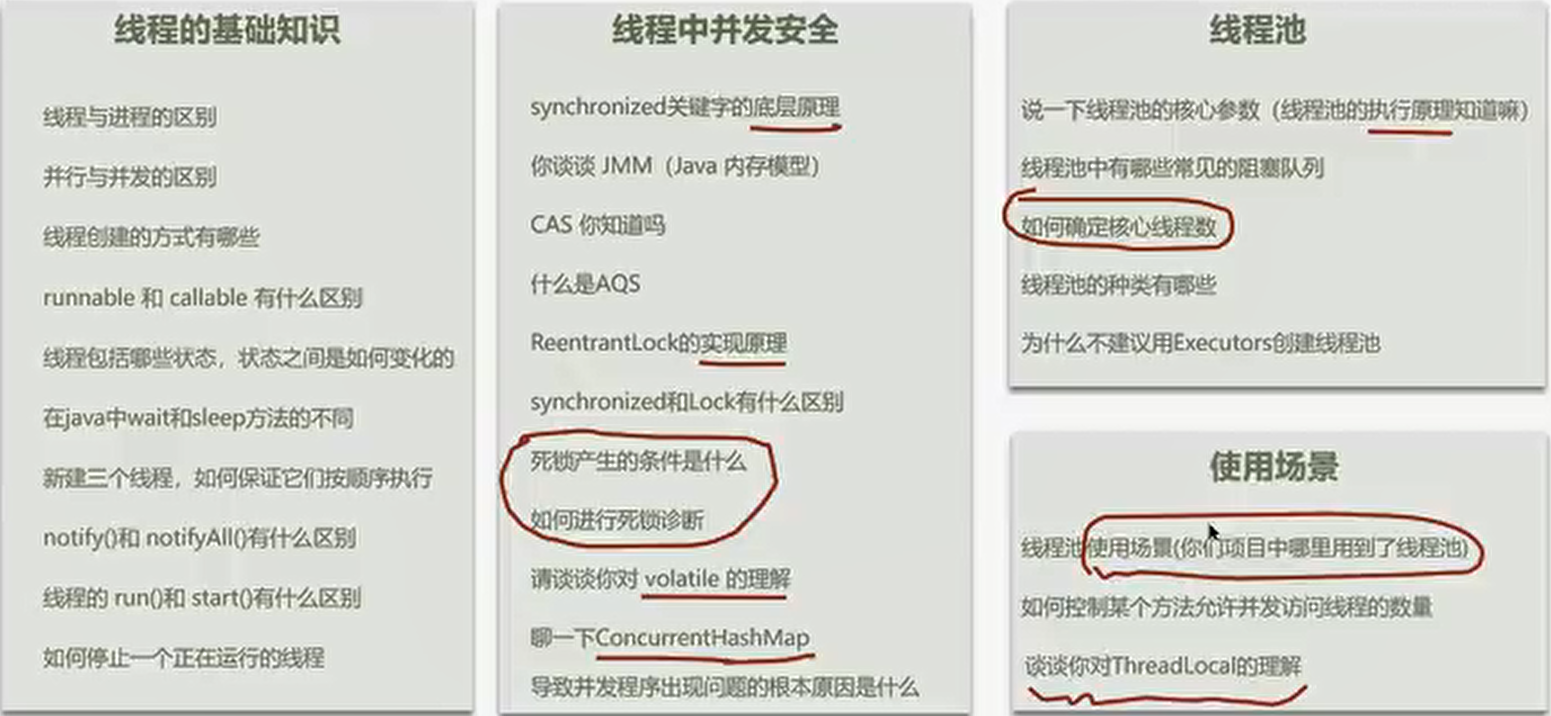 线程的基础知识
线程与进程的区别
并行与并发的区别
线程创建的方式有哪些
runnable 和 callable 有什么区别
线程包括哪些状态，状态之间是如何变化的
在java中wait和sleep方法的不同
新建三个线程，如何保证它们按顺序执行
notify()和 notifyAll()有什么区别
线程的 run()和 start()有什么区别
如何停止一个正在运行的线程
线程中并发安全
synchronized关键字的底层原理
你谈谈 JMM（Java 内存模型）
CAS 你知道吗
什么是AQS
ReentrantLock的实现原理
synchronized和Lock有什么区别
死锁产生的条件是什么
如何进行死锁诊断
请谈谈你对 volatile 的理解
聊一下ConcurrentHashMap
导致并发程序出现问题的根本原因是什么
线程池
说一下线程池的核心参数（线程池的执行原理知道嘛）
线程池中有哪些常见的阻塞队列
如何确定核心线程数
线程池的种类有哪些
为什么不建议用Executors创建线程池
使用场景
线程池使用场景(你们项目中哪里用到了线程池)
如何控制某个方法允许并发访问线程的数量
谈谈你对ThreadLocal的理解